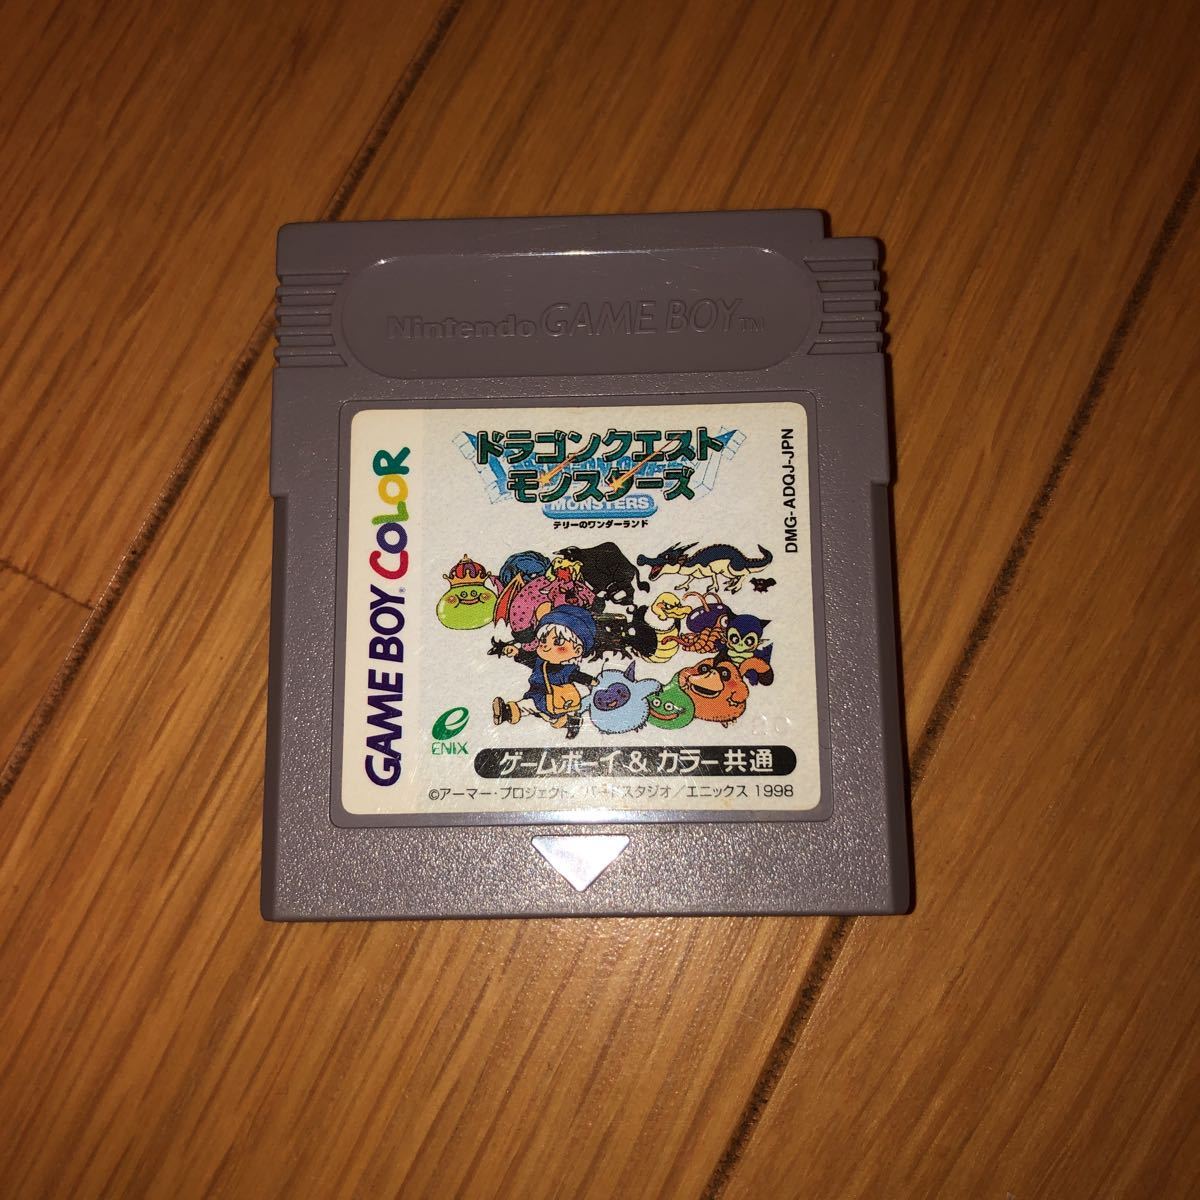 Nintendo GAME BOY TM
GAME BOY COLOR
ドラゴンクエスト
モンスターズ
MONSTERS
テリーのワンダーランド
DMG-ADQJ-JPN
ENIX
ゲームボーイ & カラー共通
©アーマー・プロジェクト／バードスタジオ／エニックス 1998